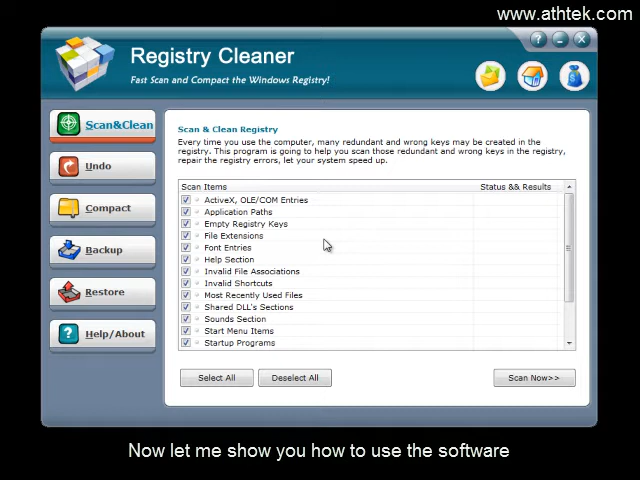 www.athtek.com
Registry Cleaner
Fast Scan and Compact the Windows Registry!
Scan&Clean
Undo
Compact
Backup
Restore
Help/About
Scan & Clean Registry
Every time you use the computer, many redundant and wrong keys may be created in the
registry. This program is going to help you scan those redundant and wrong keys in the registry,
repair the registry errors, let your system speed up.
Scan Items Status && Results
ActiveX, OLE/COM Entries
Application Paths
Empty Registry Keys
File Extensions
Font Entries
Help Section
Invalid File Associations
Invalid Shortcuts
Most Recently Used Files
Shared DLL's Sections
Sounds Section
Start Menu Items
Startup Programs
Select All Deselect All Scan Now>>
Now let me show you how to use the software